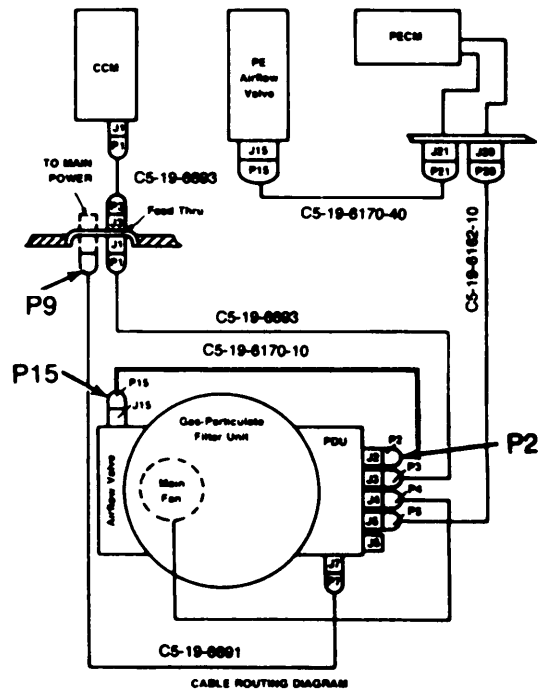 CCM
PE
Airflow
Valve
PECM
J1
P1
J15
P15
J21
P21
J20
P20
TO MAIN
POWER
C5-19-6693
Feed Thru
C5-19-6170-40
C5-19-6162-10
J1
P1
P9
C5-19-6693
C5-19-6170-10
P15
P15
J15
Gas-Particulate
Filter Unit
PDU
Airflow Valve
Main
Fan
P2
J2
P2
J3
P3
J4
P4
J5
P5
J6
J7
C5-19-6691
CABLE ROUTING DIAGRAM